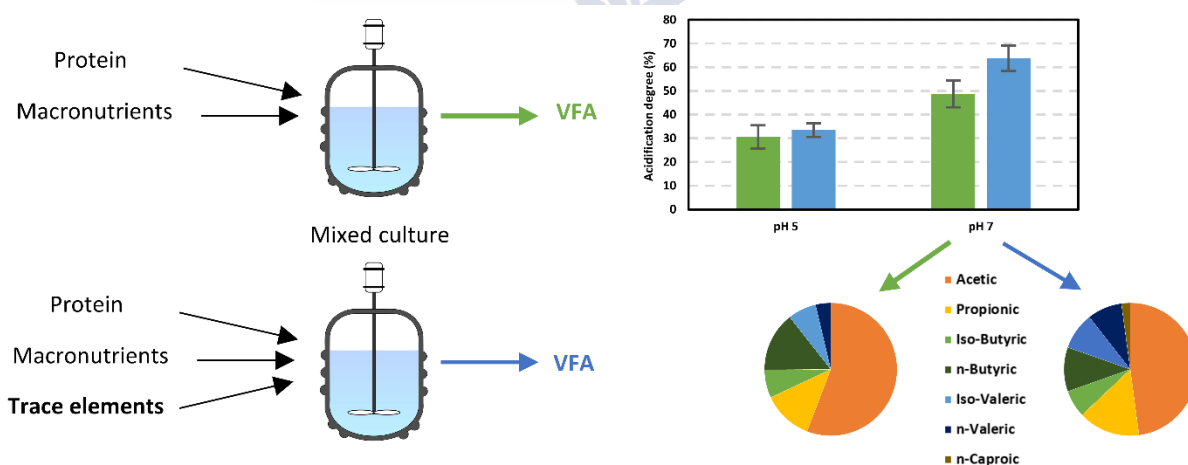 Protein
Macronutrients
VFA
Mixed culture
Protein
Macronutrients
Trace elements
VFA
Acidification degree (%)
80
70
60
50
40
30
20
10
0
pH 5
pH 7
Acetic
Propionic
Iso-Butyric
n-Butyric
Iso-Valeric
n-Valeric
n-Caproic